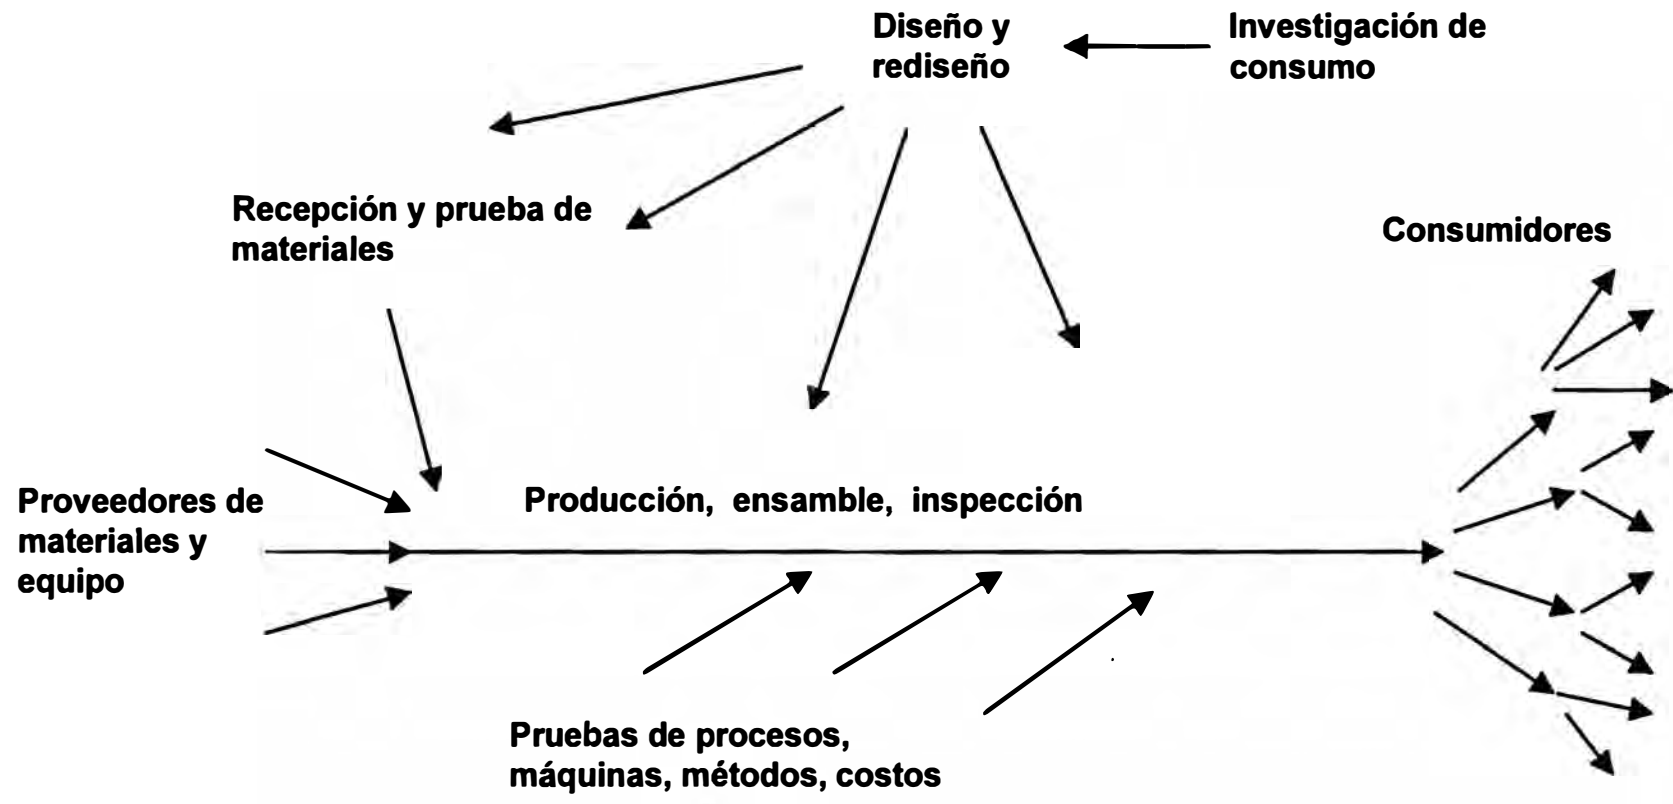 Diseño y
rediseño
Investigación de
consumo
Recepción y prueba de
materiales
Consumidores
Proveedores de
materiales y
equipo
Producción, ensamble, inspección
Pruebas de procesos,
máquinas, métodos, costos